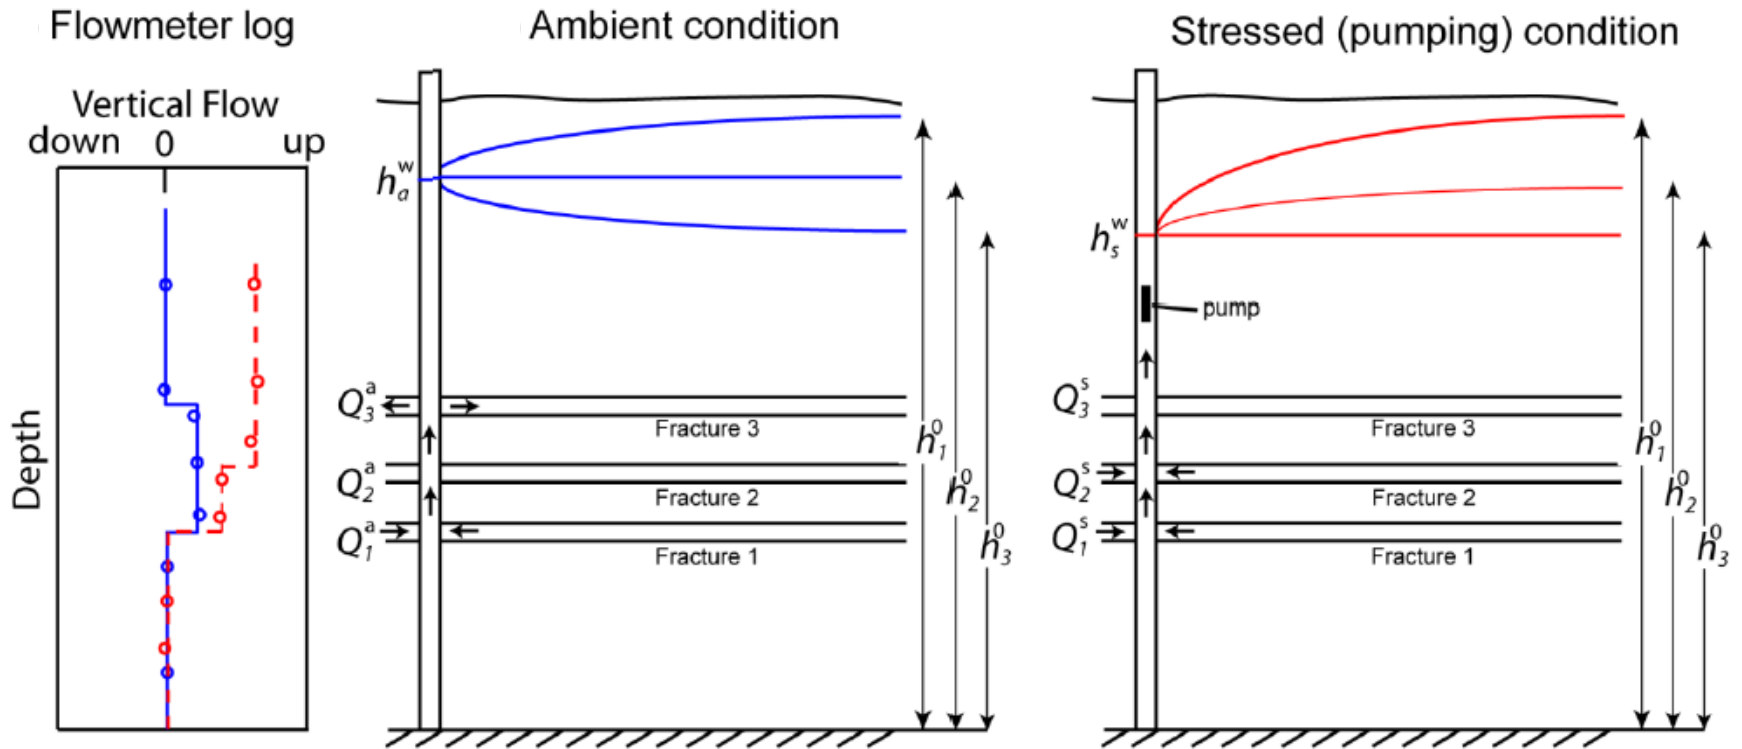 Flowmeter log
Vertical Flow
down 0 up
Depth
Ambient condition
h_a^w
Q_3^a
Fracture 3
Q_2^a
Fracture 2
Q_1^a
Fracture 1
h_1^0
h_2^0
h_3^0
Stressed (pumping) condition
h_s^w
pump
Q_3^s
Fracture 3
Q_2^s
Fracture 2
Q_1^s
Fracture 1
h_1^0
h_2^0
h_3^0